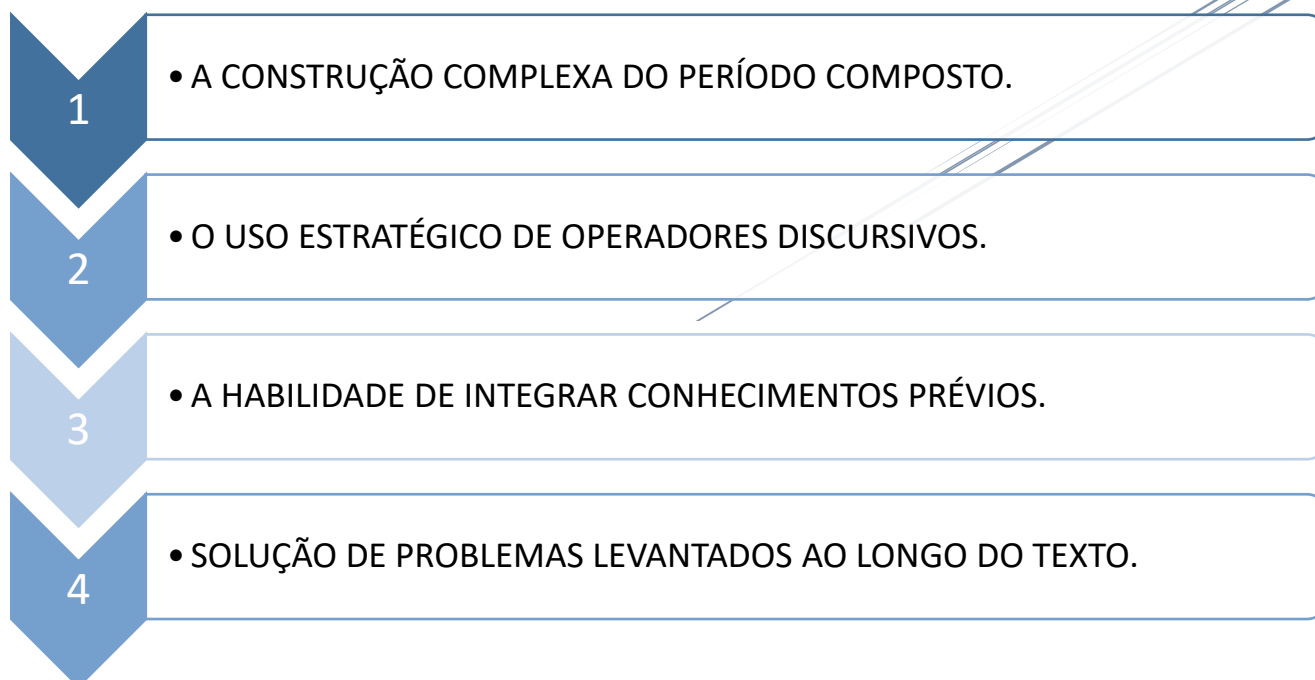 1
• A CONSTRUÇÃO COMPLEXA DO PERÍODO COMPOSTO.
2
• O USO ESTRATÉGICO DE OPERADORES DISCURSIVOS.
3
• A HABILIDADE DE INTEGRAR CONHECIMENTOS PRÉVIOS.
4
• SOLUÇÃO DE PROBLEMAS LEVANTADOS AO LONGO DO TEXTO.